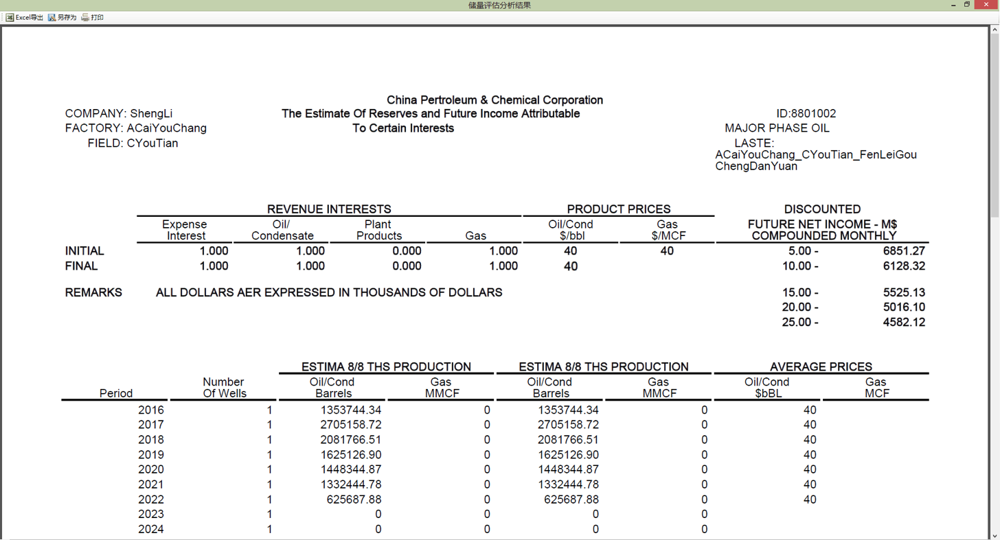 储量评估分析结果
Excel导出 另存为 打印
China Pertroleum & Chemical Corporation
COMPANY: ShengLi The Estimate Of Reserves and Future Income Attributable ID:8801002
FACTORY: ACaiYouChang To Certain Interests MAJOR PHASE OIL
FIELD: CYouTian LASTE:
ACaiYouChang_CYouTian_FenLeiGou
ChengDanYuan
REVENUE INTERESTS PRODUCT PRICES DISCOUNTED
Expense Oil/ Plant Oil/Cond Gas FUTURE NET INCOME - M$
Interest Condensate Products Gas $/bbl $/MCF COMPOUNDED MONTHLY
INITIAL 1.000 1.000 0.000 1.000 40 40 5.00 - 6851.27
FINAL 1.000 1.000 0.000 1.000 40 10.00 - 6128.32
REMARKS ALL DOLLARS AER EXPRESSED IN THOUSANDS OF DOLLARS 15.00 - 5525.13
20.00 - 5016.10
25.00 - 4582.12
ESTIMA 8/8 THS PRODUCTION ESTIMA 8/8 THS PRODUCTION AVERAGE PRICES
Number Oil/Cond Gas Oil/Cond Gas Oil/Cond Gas
Period Of Wells Barrels MMCF Barrels MMCF $bBL MCF
2016 1 1353744.34 0 1353744.34 0 40
2017 1 2705158.72 0 2705158.72 0 40
2018 1 2081766.51 0 2081766.51 0 40
2019 1 1625126.90 0 1625126.90 0 40
2020 1 1448344.87 0 1448344.87 0 40
2021 1 1332444.78 0 1332444.78 0 40
2022 1 625687.88 0 625687.88 0 40
2023 1 0 0 0 0
2024 1 0 0 0 0